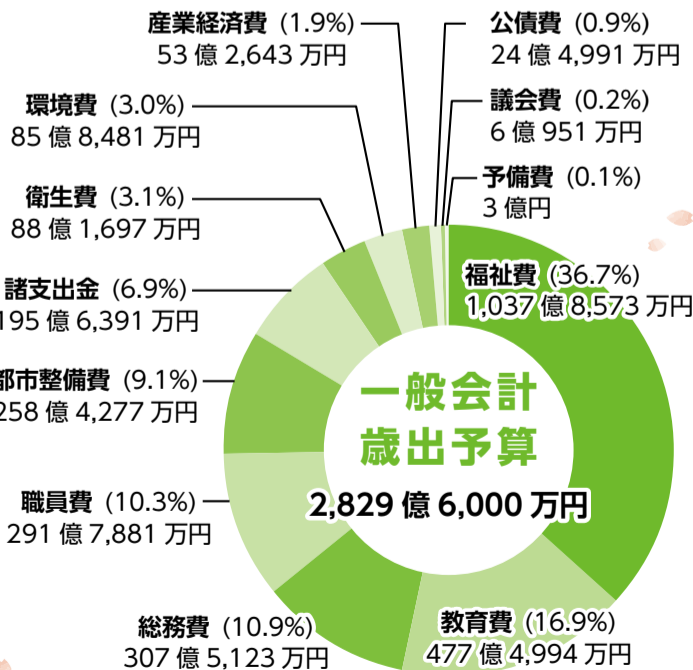 産業経済費 (1.9%)
53 億 2,643 万円
公債費 (0.9%)
24 億 4,991 万円
環境費 (3.0%)
85 億 8,481 万円
議会費 (0.2%)
6 億 951 万円
衛生費 (3.1%)
88 億 1,697 万円
予備費 (0.1%)
3 億円
諸支出金 (6.9%)
195 億 6,391 万円
福祉費 (36.7%)
1,037 億 8,573 万円
都市整備費 (9.1%)
258 億 4,277 万円
一般会計
歳出予算
2,829 億 6,000 万円
職員費 (10.3%)
291 億 7,881 万円
総務費 (10.9%)
307 億 5,123 万円
教育費 (16.9%)
477 億 4,994 万円